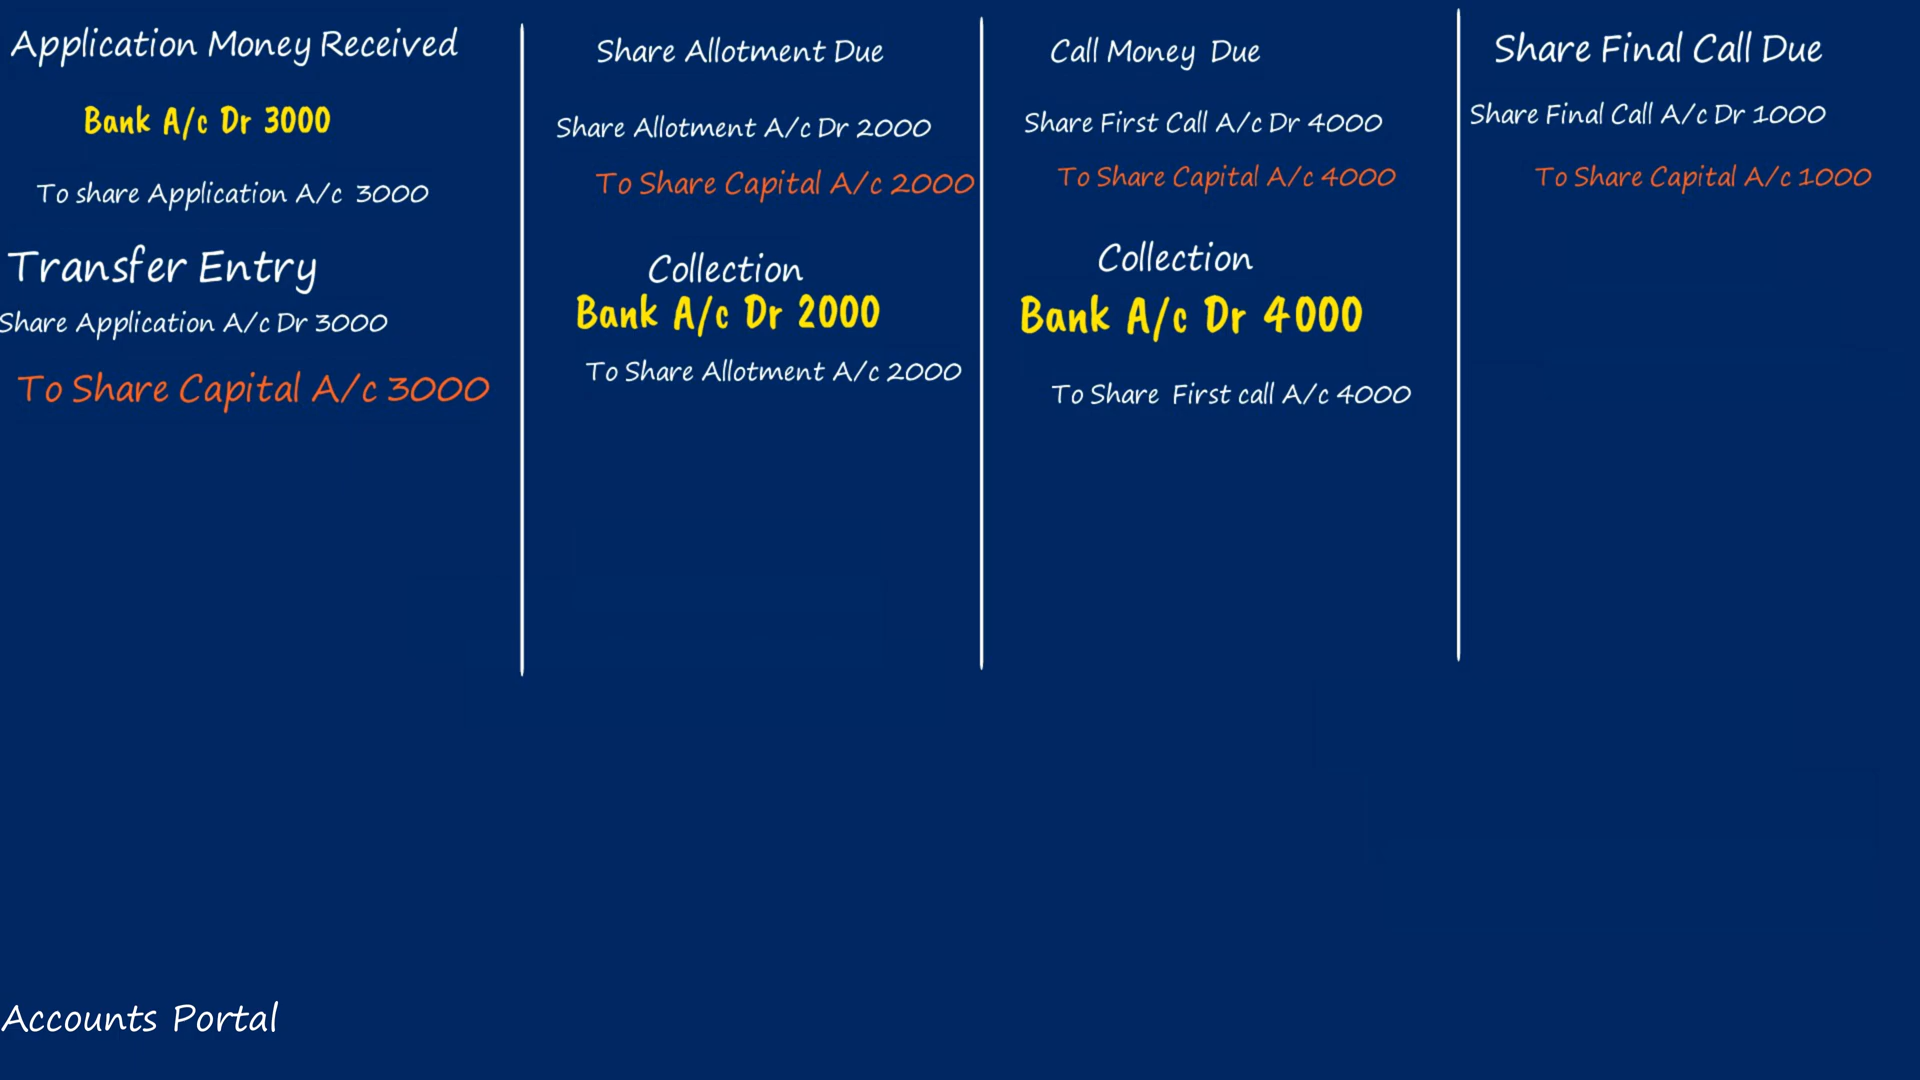 Application Money Received
Bank A/c Dr 3000
To share Application A/c 3000
Transfer Entry
Share Application A/c Dr 3000
To Share Capital A/c 3000
Share Allotment Due
Share Allotment A/c Dr 2000
To Share Capital A/c 2000
Collection
Bank A/c Dr 2000
To Share Allotment A/c 2000
Call Money Due
Share First Call A/c Dr 4000
To Share Capital A/c 4000
Collection
Bank A/c Dr 4000
To Share First call A/c 4000
Share Final Call Due
Share Final Call A/c Dr 1000
To Share Capital A/c 1000
Accounts Portal